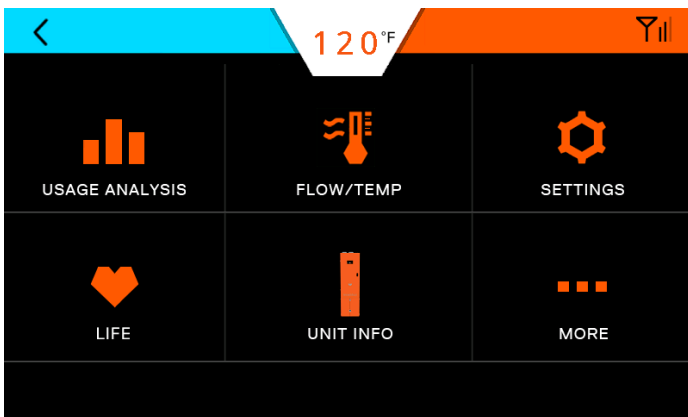 120°F
USAGE ANALYSIS
FLOW/TEMP
SETTINGS
LIFE
UNIT INFO
MORE